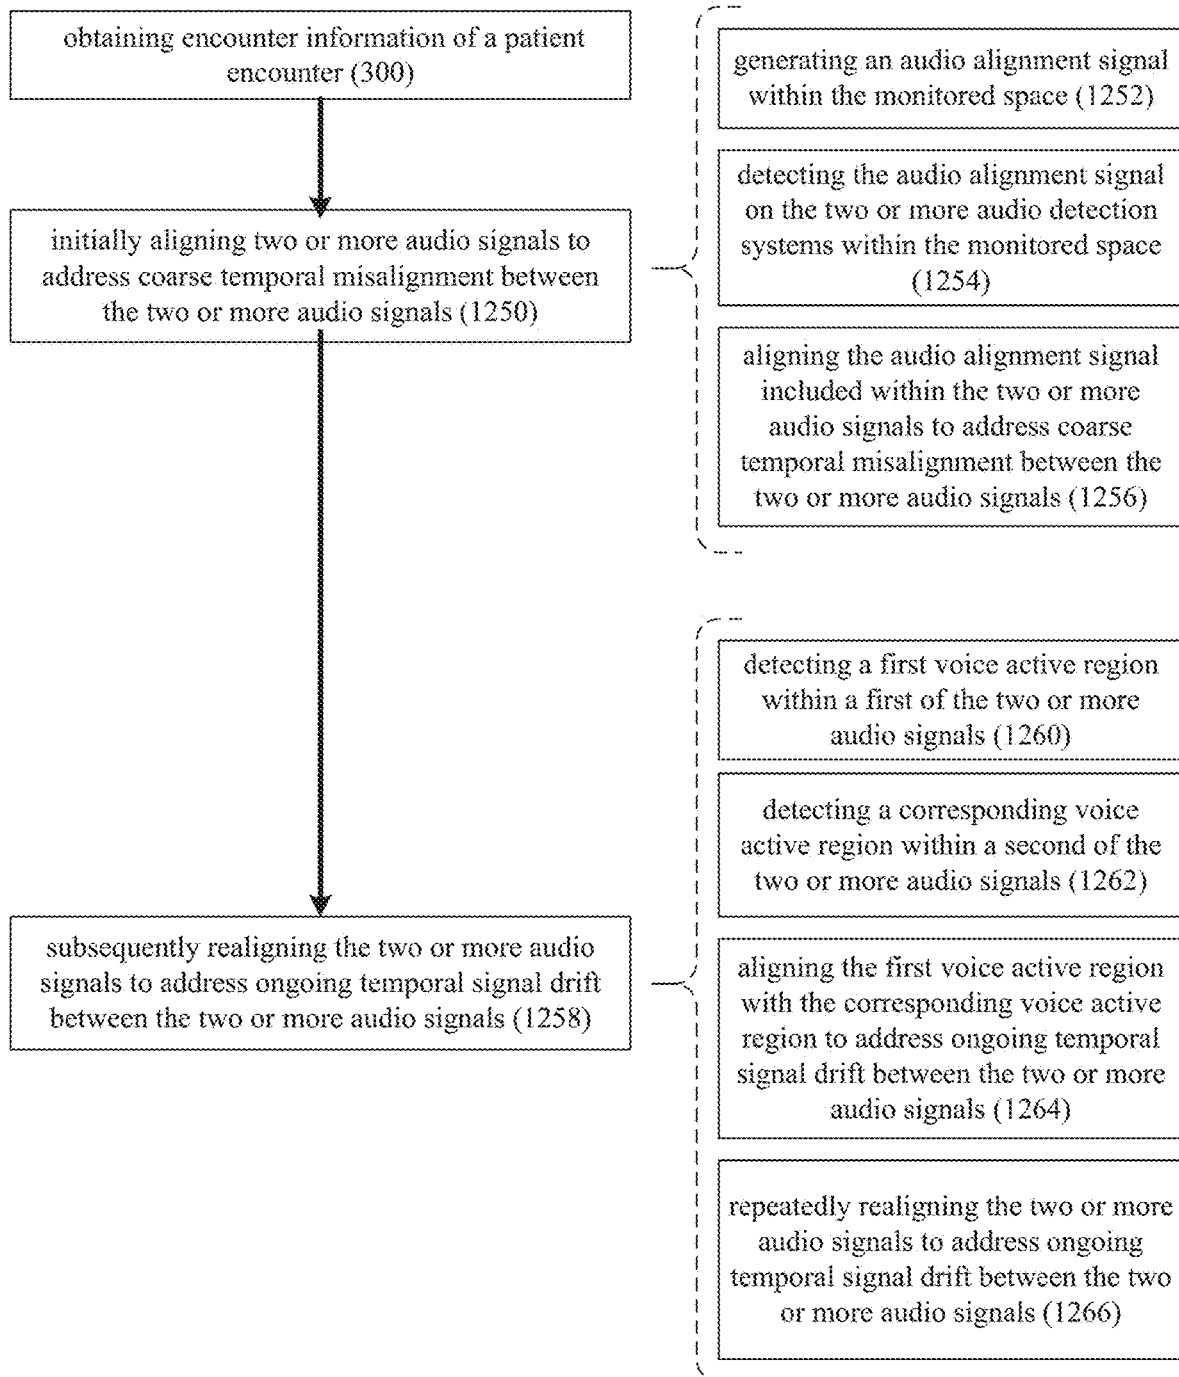 obtaining encounter information of a patient
encounter (300)
initially aligning two or more audio signals to
address coarse temporal misalignment between
the two or more audio signals (1250)
generating an audio alignment signal
within the monitored space (1252)
detecting the audio alignment signal
on the two or more audio detection
systems within the monitored space
(1254)
aligning the audio alignment signal
included within the two or more
audio signals to address coarse
temporal misalignment between the
two or more audio signals (1256)
subsequently realigning the two or more audio
signals to address ongoing temporal signal drift
between the two or more audio signals (1258)
detecting a first voice active region
within a first of the two or more
audio signals (1260)
detecting a corresponding voice
active region within a second of the
two or more audio signals (1262)
aligning the first voice active region
with the corresponding voice active
region to address ongoing temporal
signal drift between the two or more
audio signals (1264)
repeatedly realigning the two or more
audio signals to address ongoing
temporal signal drift between the two
or more audio signals (1266)